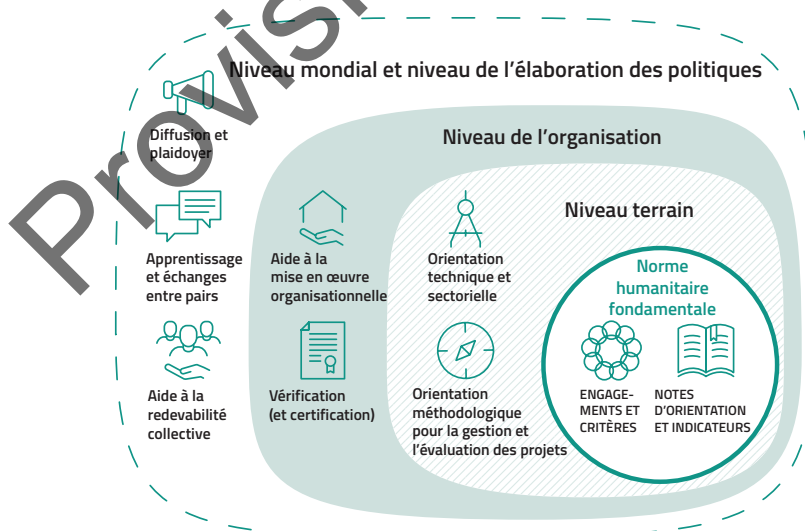 Provis
Niveau mondial et niveau de l'élaboration des politiques
Diffusion et
plaidoyer
Apprentissage
et échanges
entre pairs
Aide à la
redevabilité
collective
Niveau de l'organisation
Aide à la
mise en œuvre
organisationnelle
Vérification
(et certification)
Niveau terrain
Orientation
technique et
sectorielle
Orientation
méthodologique
pour la gestion et
l'évaluation des projets
Norme
humanitaire
fondamentale
ENGAGE-
MENTS ET
CRITÈRES
NOTES
D'ORIENTATION
ET INDICATEURS